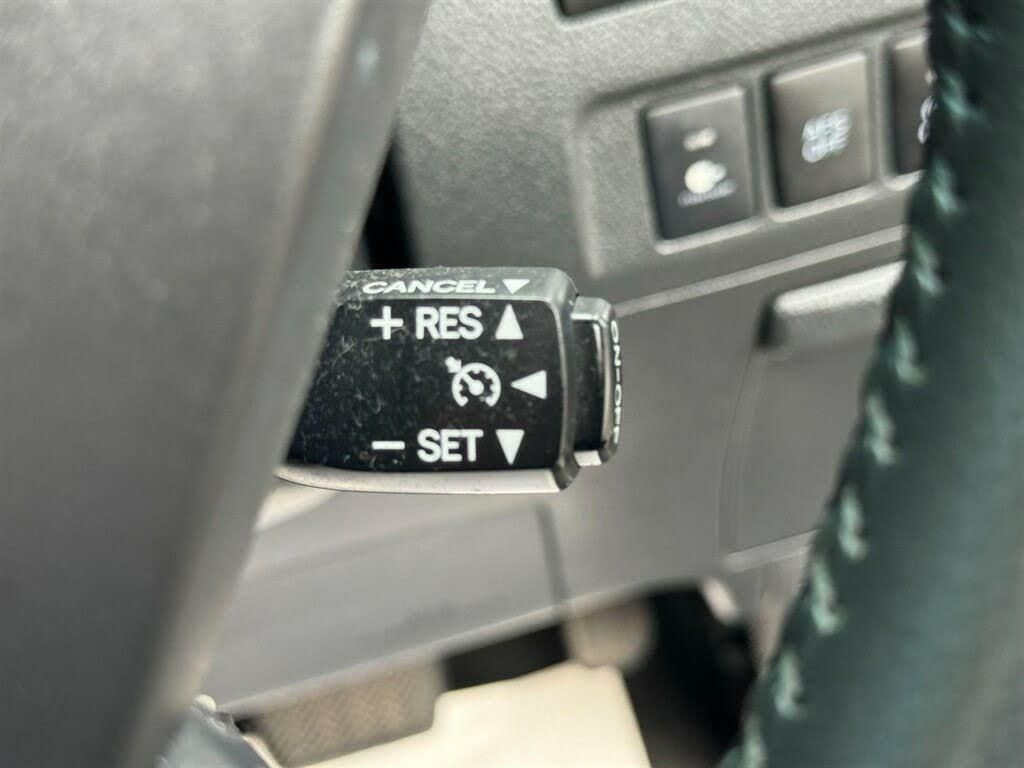 CANCEL ▼
+ RES ▲
◀
− SET ▼
ON-OFF